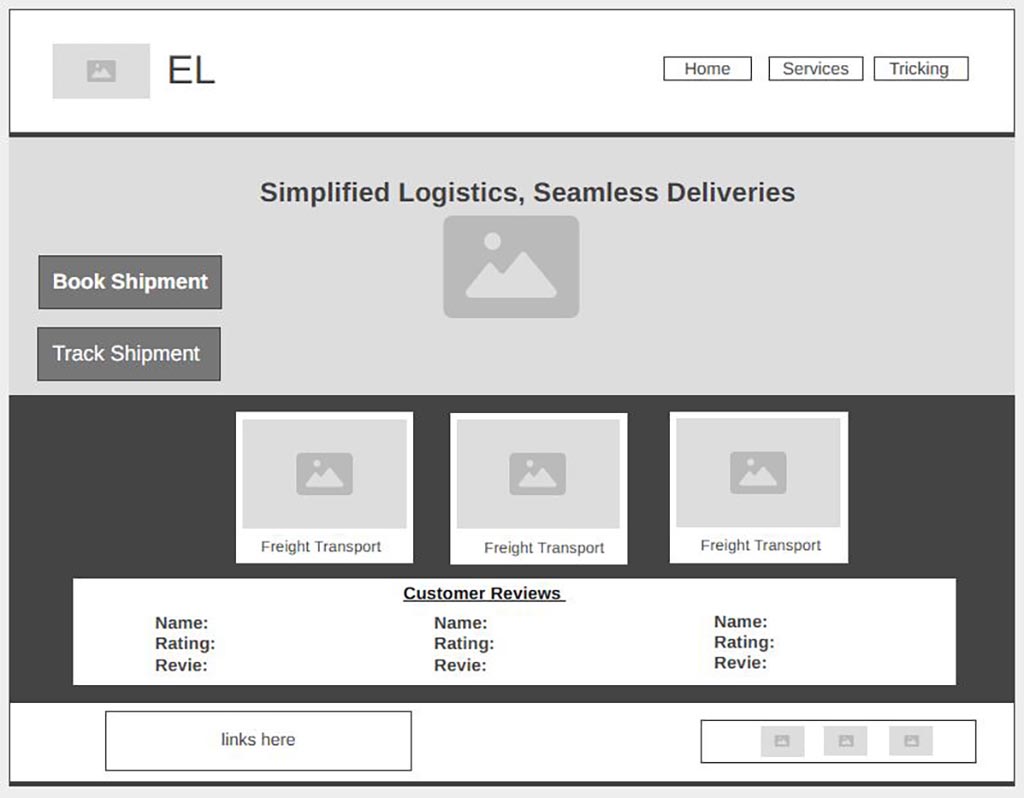 EL
Home
Services
Tricking
Simplified Logistics, Seamless Deliveries
Book Shipment
Track Shipment
Freight Transport
Freight Transport
Freight Transport
Customer Reviews
Name:
Rating:
Revie:
Name:
Rating:
Revie:
Name:
Rating:
Revie:
links here